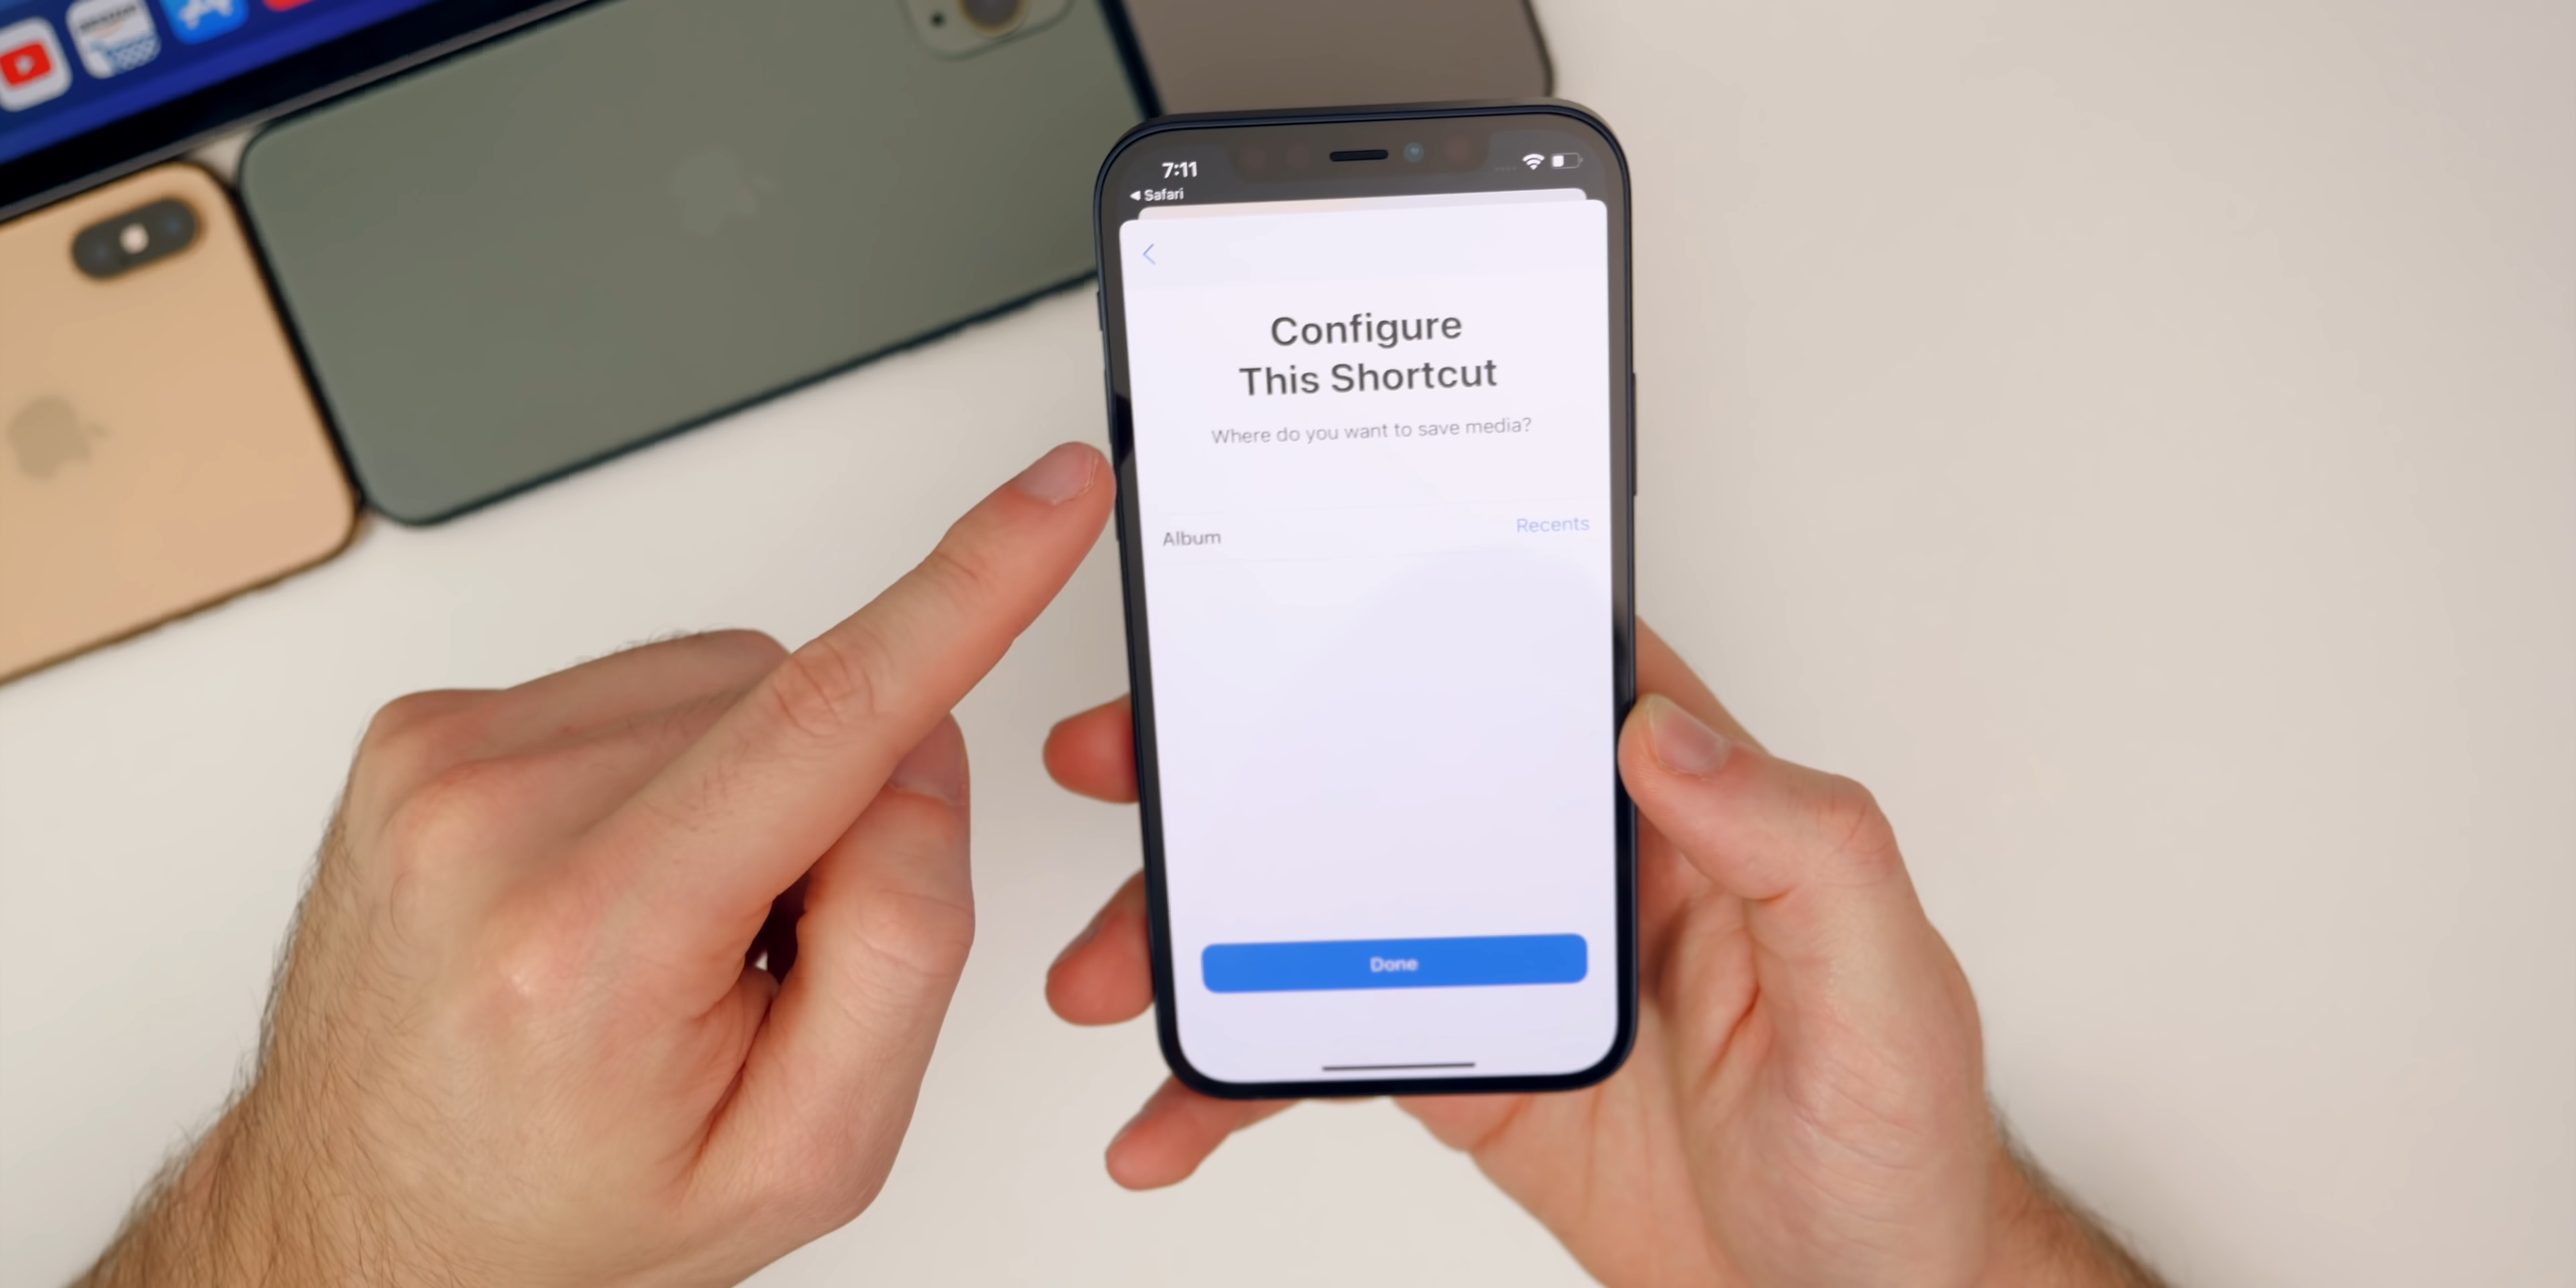 7:11
◀ Safari
Configure
This Shortcut
Where do you want to save media?
Album
Recents
Done